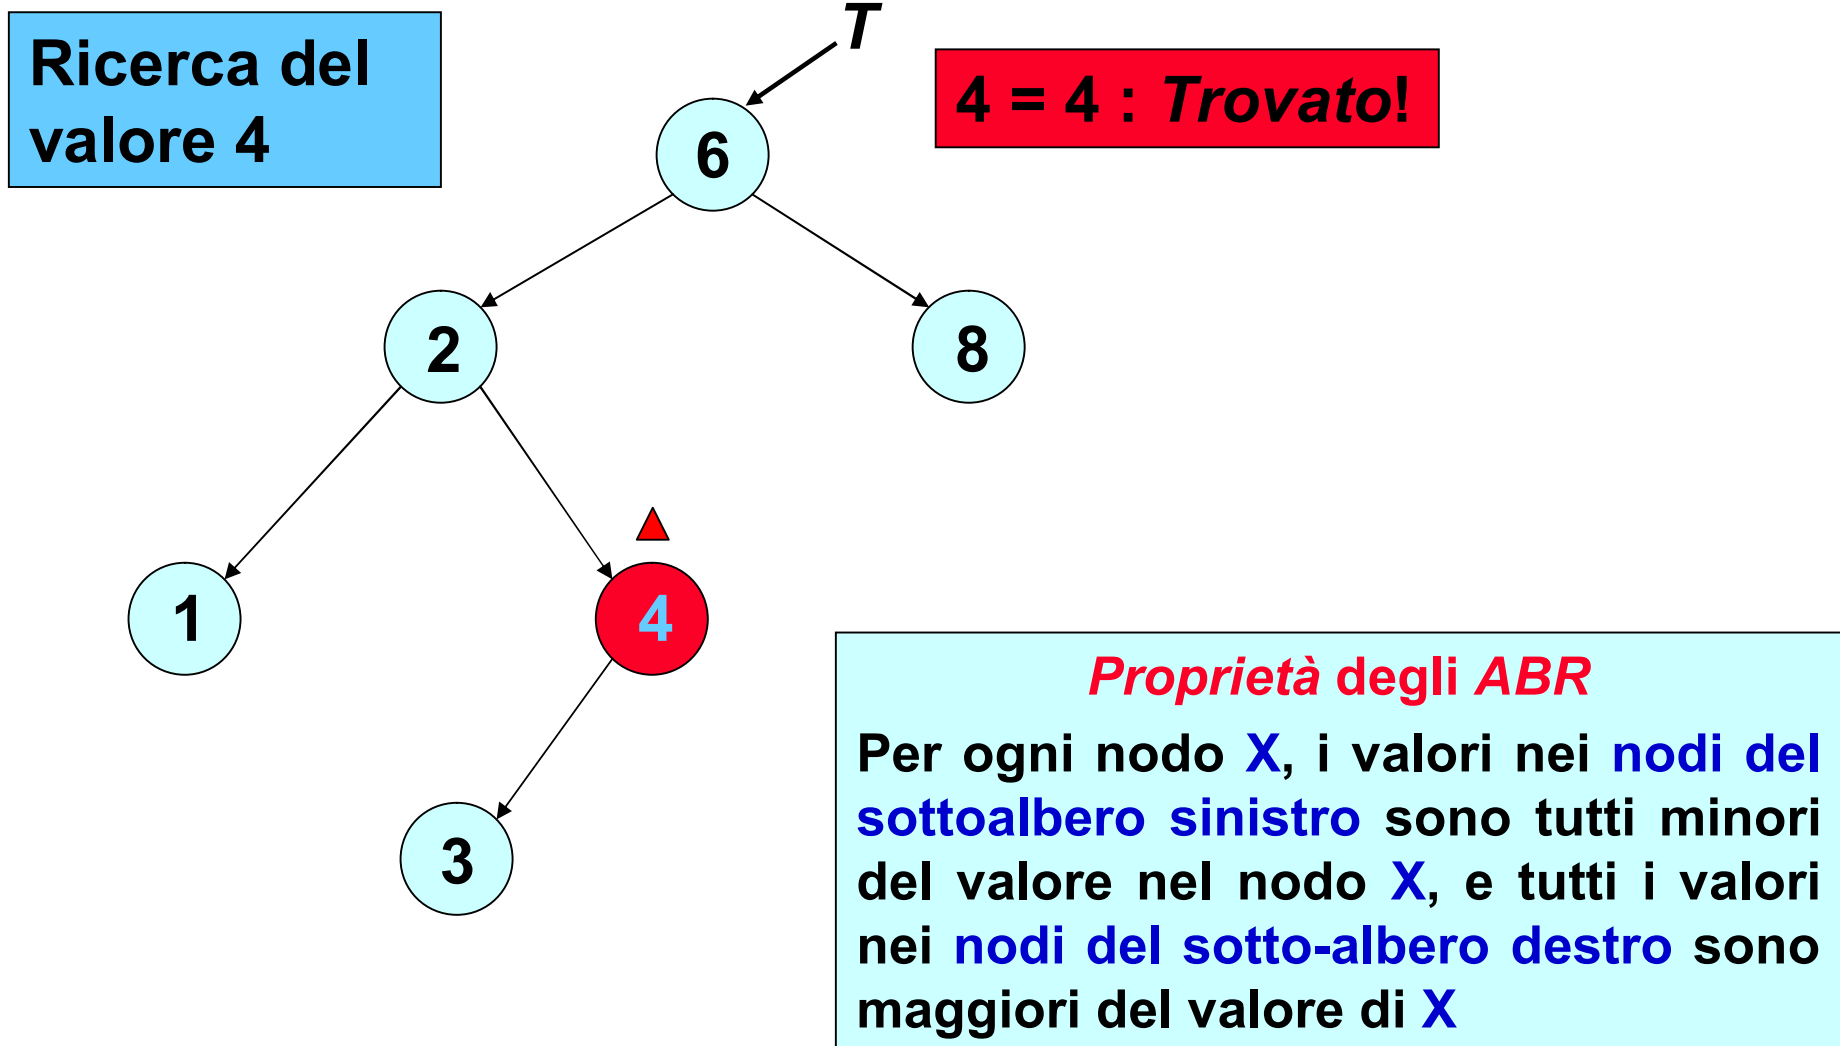 Ricerca del
valore 4
T
4 = 4 : Trovato!
6
2
8
1
4
3
Proprietà degli ABR
Per ogni nodo X, i valori nei nodi del
sottoalbero sinistro sono tutti minori
del valore nel nodo X, e tutti i valori
nei nodi del sotto-albero destro sono
maggiori del valore di X